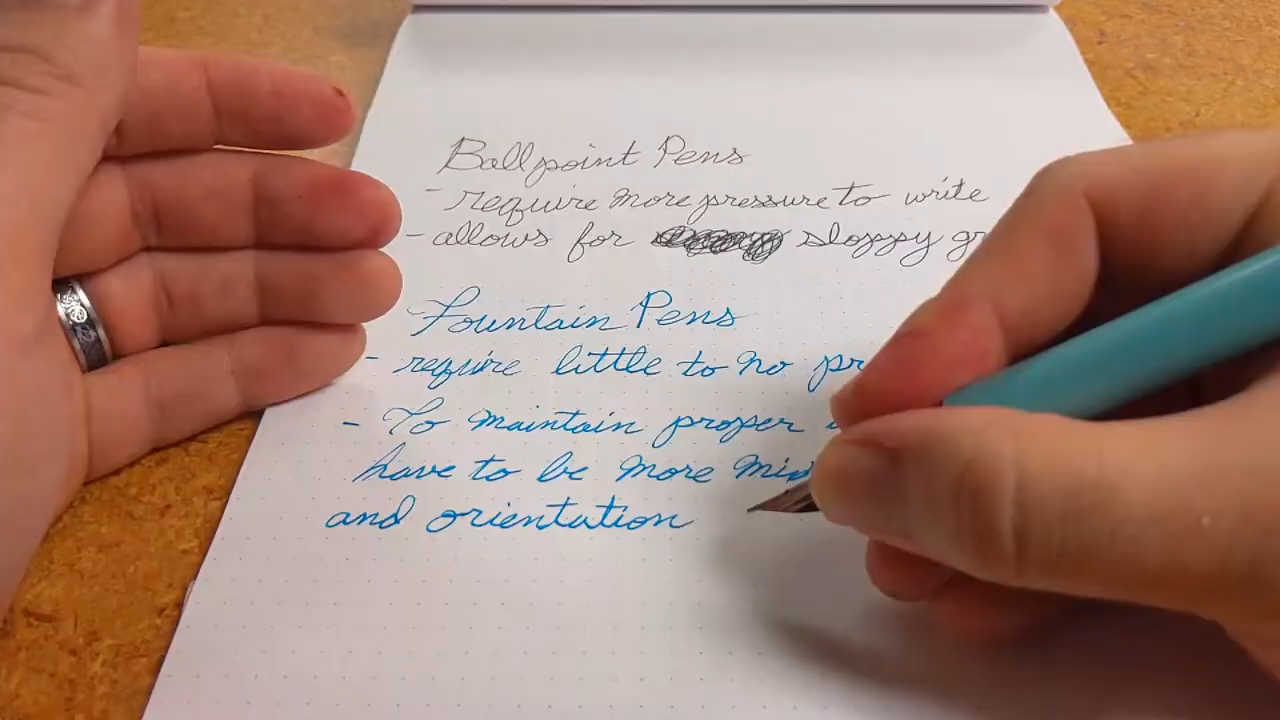 Ballpoint Pens
- require more pressure to write
- allows for sloppy
Fountain Pens
- require little to no
- To maintain proper
have to be more
and orientation